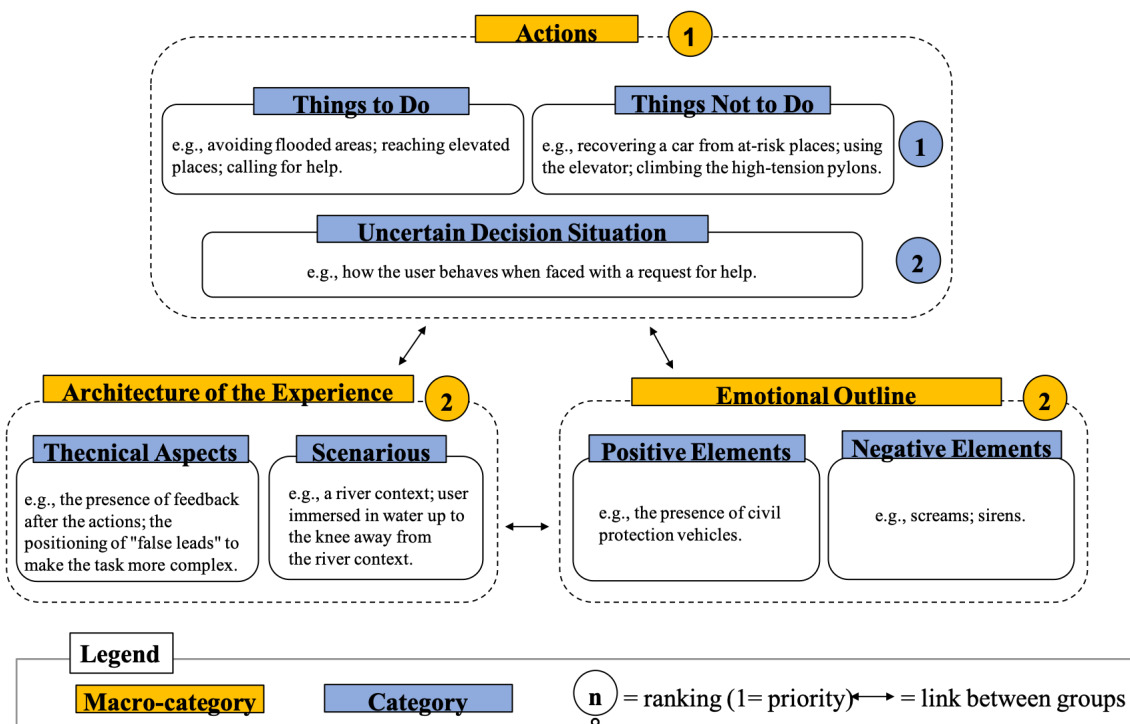 Actions
1
Things to Do
Things Not to Do
e.g., avoiding flooded areas; reaching elevated
places; calling for help.
e.g., recovering a car from at-risk places; using
the elevator; climbing the high-tension pylons.
1
Uncertain Decision Situation
e.g., how the user behaves when faced with a request for help.
2
Architecture of the Experience
2
Thecnical Aspects
Scenarious
e.g., the presence of feedback
after the actions; the
positioning of "false leads" to
make the task more complex.
e.g., a river context; user
immersed in water up to
the knee away from
the river context.
Emotional Outline
2
Positive Elements
Negative Elements
e.g., the presence of civil
protection vehicles.
e.g., screams; sirens.
Legend
Macro-category
Category
n = ranking (1= priority)
= link between groups